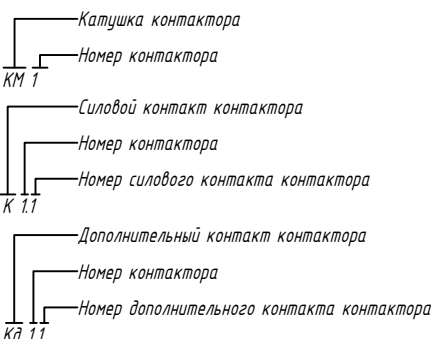 Катушка контактора
Номер контактора
КМ 1
Силовой контакт контактора
Номер контактора
Номер силового контакта контактора
К 1.1
Дополнительный контакт контактора
Номер контактора
Номер дополнительного контакта контактора
Кд 1.1